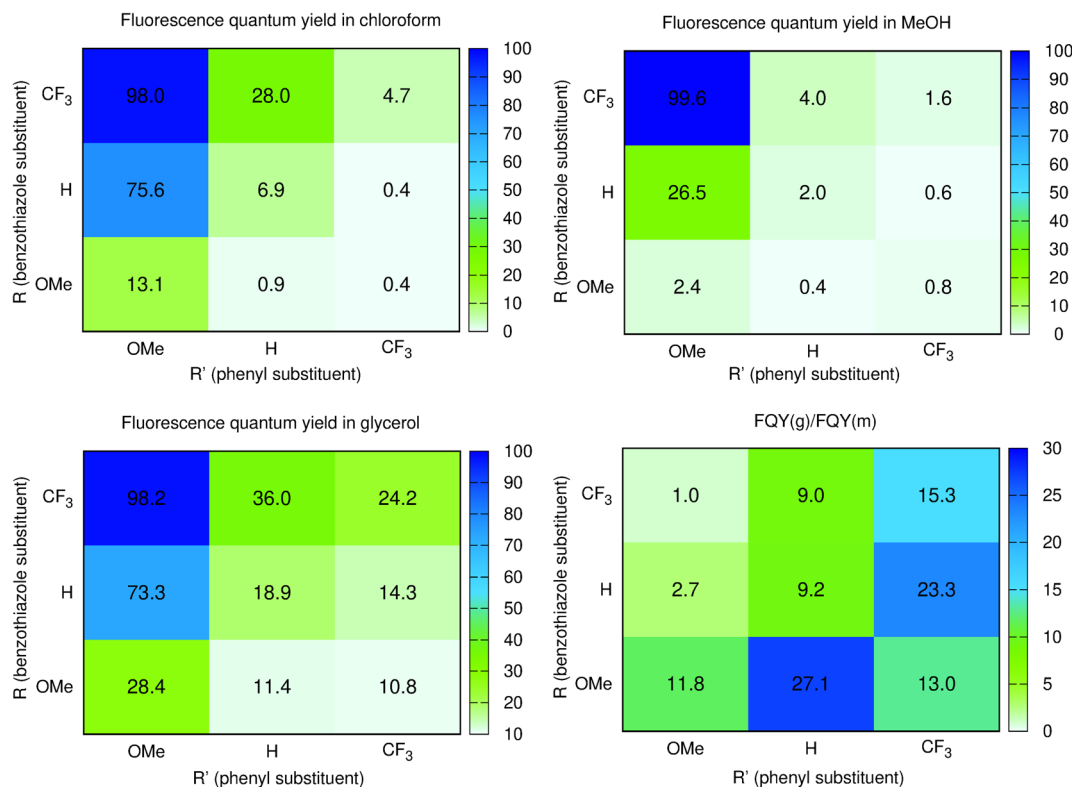 Fluorescence quantum yield in chloroform
R (benzothiazole substituent)
CF3 98.0 28.0 4.7
H 75.6 6.9 0.4
OMe 13.1 0.9 0.4
OMe H CF3
R' (phenyl substituent)
100
90
80
70
60
50
40
30
20
10
0
Fluorescence quantum yield in MeOH
R (benzothiazole substituent)
CF3 99.6 4.0 1.6
H 26.5 2.0 0.6
OMe 2.4 0.4 0.8
OMe H CF3
R' (phenyl substituent)
100
90
80
70
60
50
40
30
20
10
0
Fluorescence quantum yield in glycerol
R (benzothiazole substituent)
CF3 98.2 36.0 24.2
H 73.3 18.9 14.3
OMe 28.4 11.4 10.8
OMe H CF3
R' (phenyl substituent)
100
90
80
70
60
50
40
30
20
10
FQY(g)/FQY(m)
R (benzothiazole substituent)
CF3 1.0 9.0 15.3
H 2.7 9.2 23.3
OMe 11.8 27.1 13.0
OMe H CF3
R' (phenyl substituent)
30
25
20
15
10
5
0